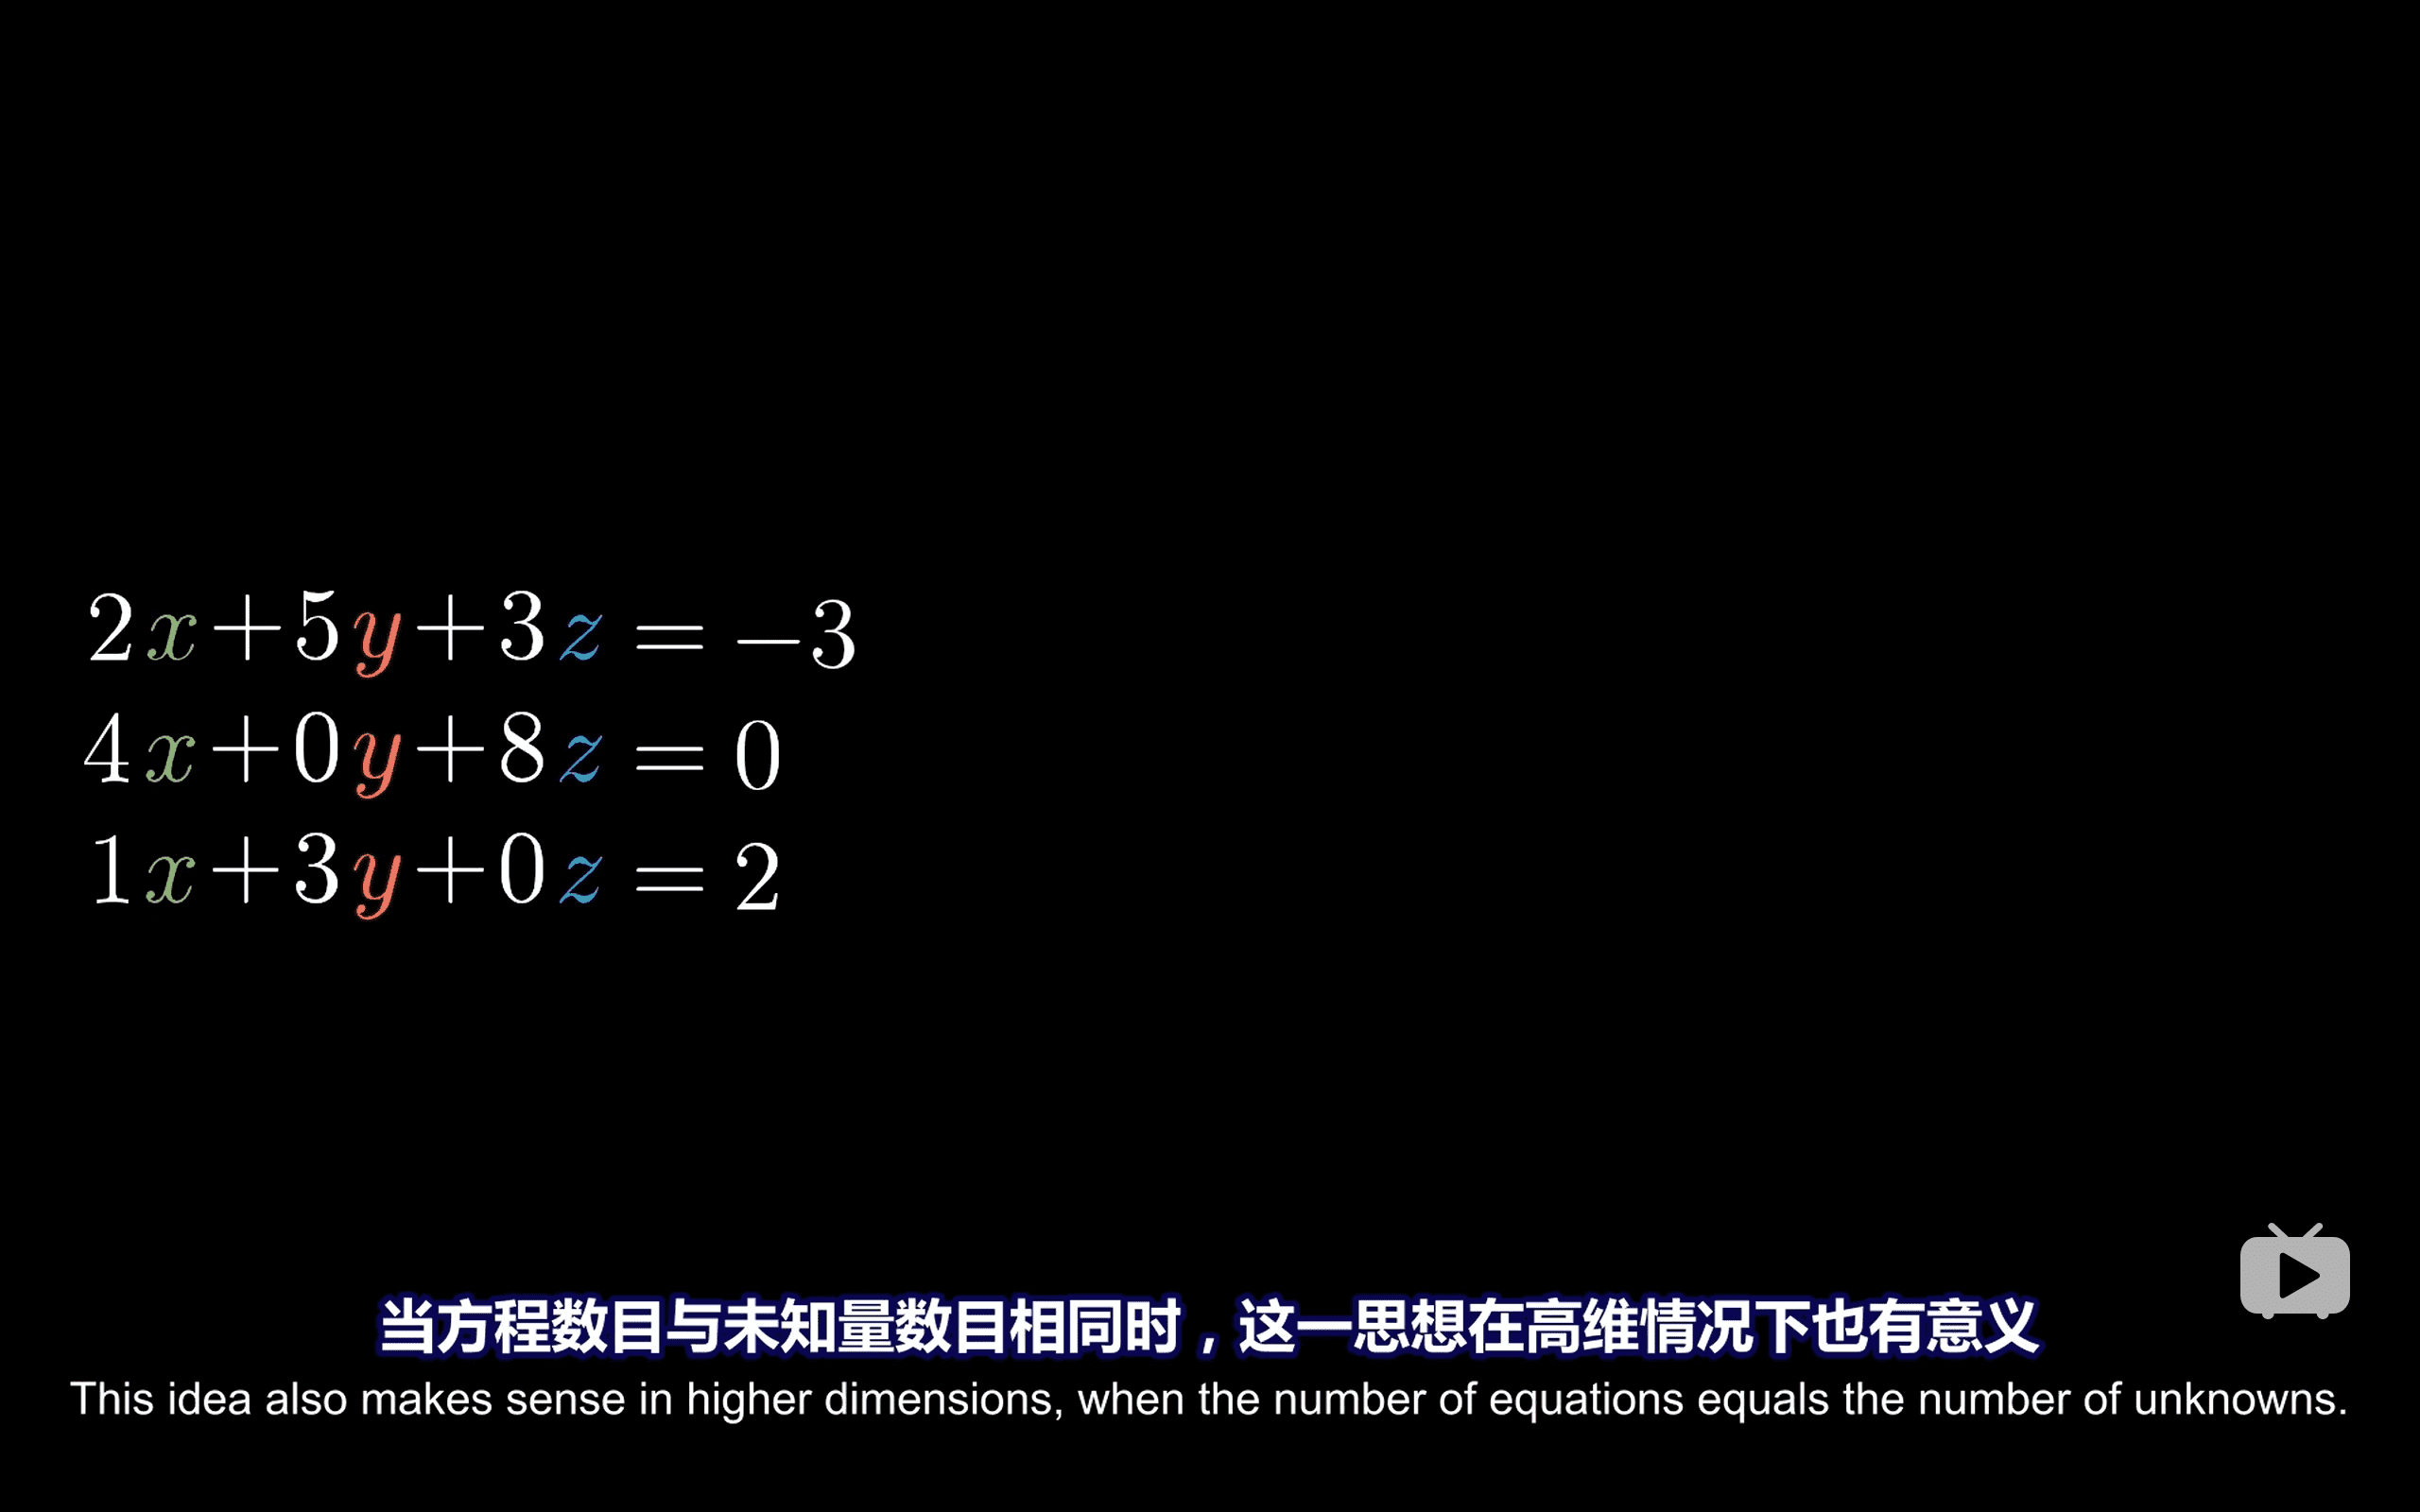 2x+5y+3z=−3
4x+0y+8z=0
1x+3y+0z=2
当方程数目与未知量数目相同时，这一思想在高维情况下也有意义
This idea also makes sense in higher dimensions, when the number of equations equals the number of unknowns.